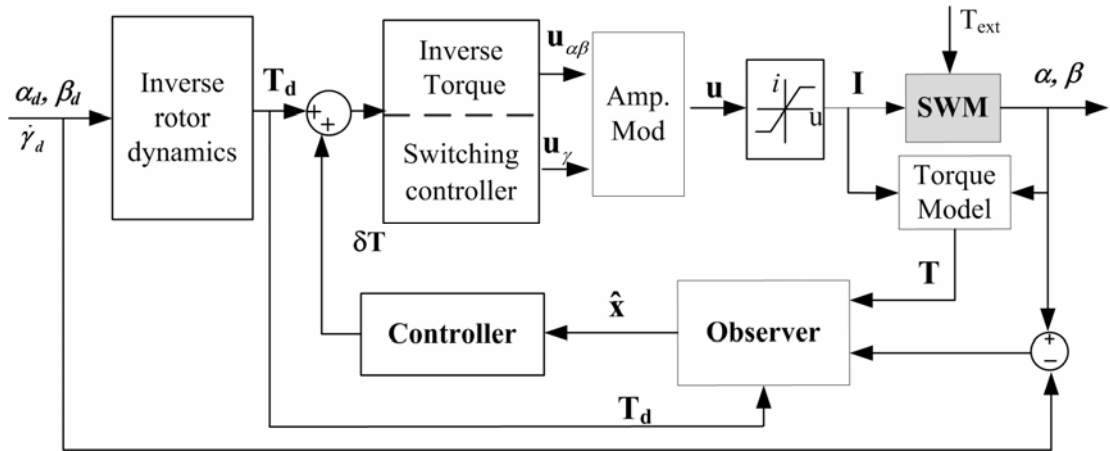 α_d, β_d
γ̇_d
Inverse
rotor
dynamics
T_d
+
+
Inverse
Torque
Switching
controller
u_αβ
u_γ
Amp.
Mod
u
i
u
I
T_ext
SWM
α, β
Torque
Model
T
δT
Controller
x̂
Observer
+
−
T_d